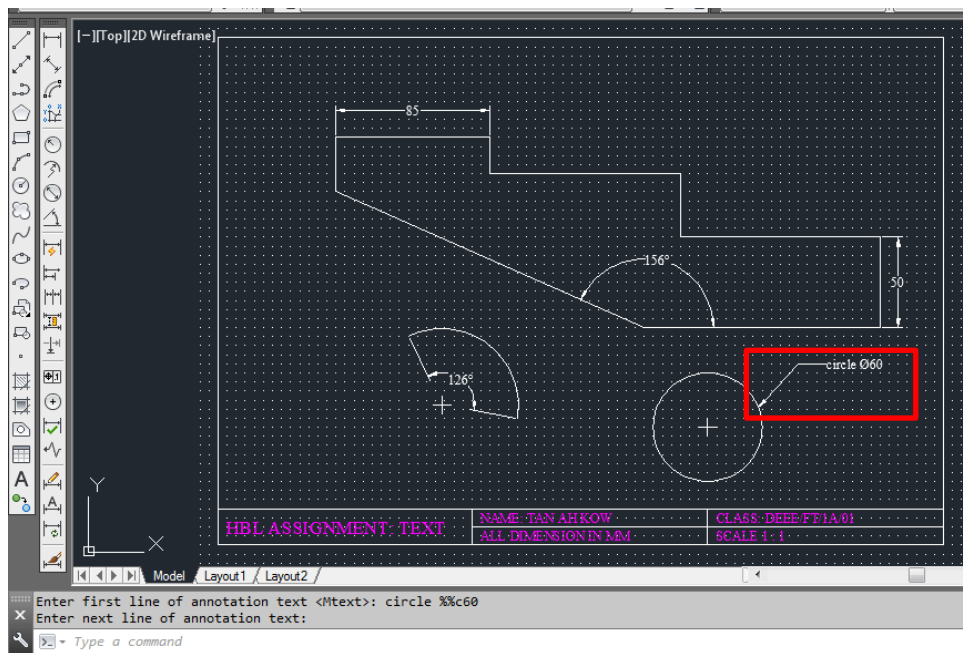 [−][Top][2D Wireframe]
85
156°
50
circle Ø60
126°
Y
X
HBL ASSIGNMENT: TEXT
NAME: TAN AH KOW
CLASS: DEEE/FT/1A/01
ALL DIMENSION IN MM
SCALE 1 : 1
Model
Layout1
Layout2
Enter first line of annotation text <Mtext>: circle %%c60
Enter next line of annotation text:
Type a command